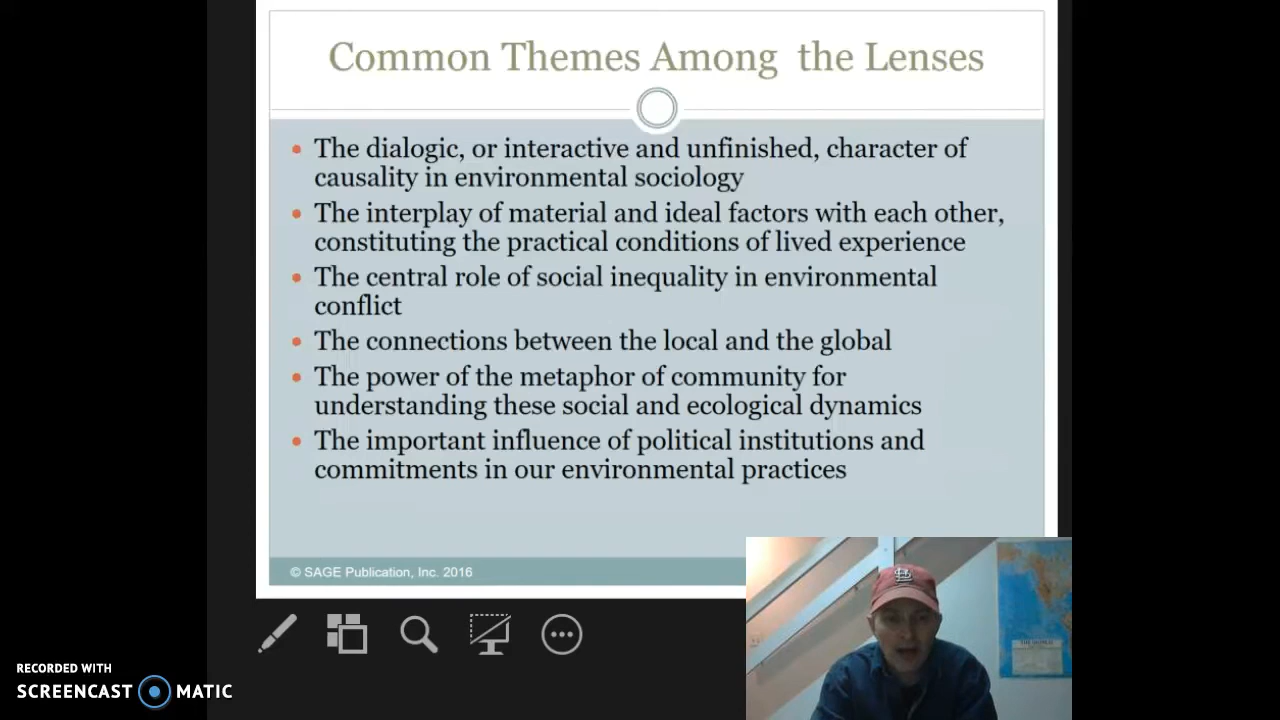 Common Themes Among the Lenses
• The dialogic, or interactive and unfinished, character of
causality in environmental sociology
• The interplay of material and ideal factors with each other,
constituting the practical conditions of lived experience
• The central role of social inequality in environmental
conflict
• The connections between the local and the global
• The power of the metaphor of community for
understanding these social and ecological dynamics
• The important influence of political institutions and
commitments in our environmental practices
© SAGE Publication, Inc. 2016
RECORDED WITH
SCREENCAST MATIC